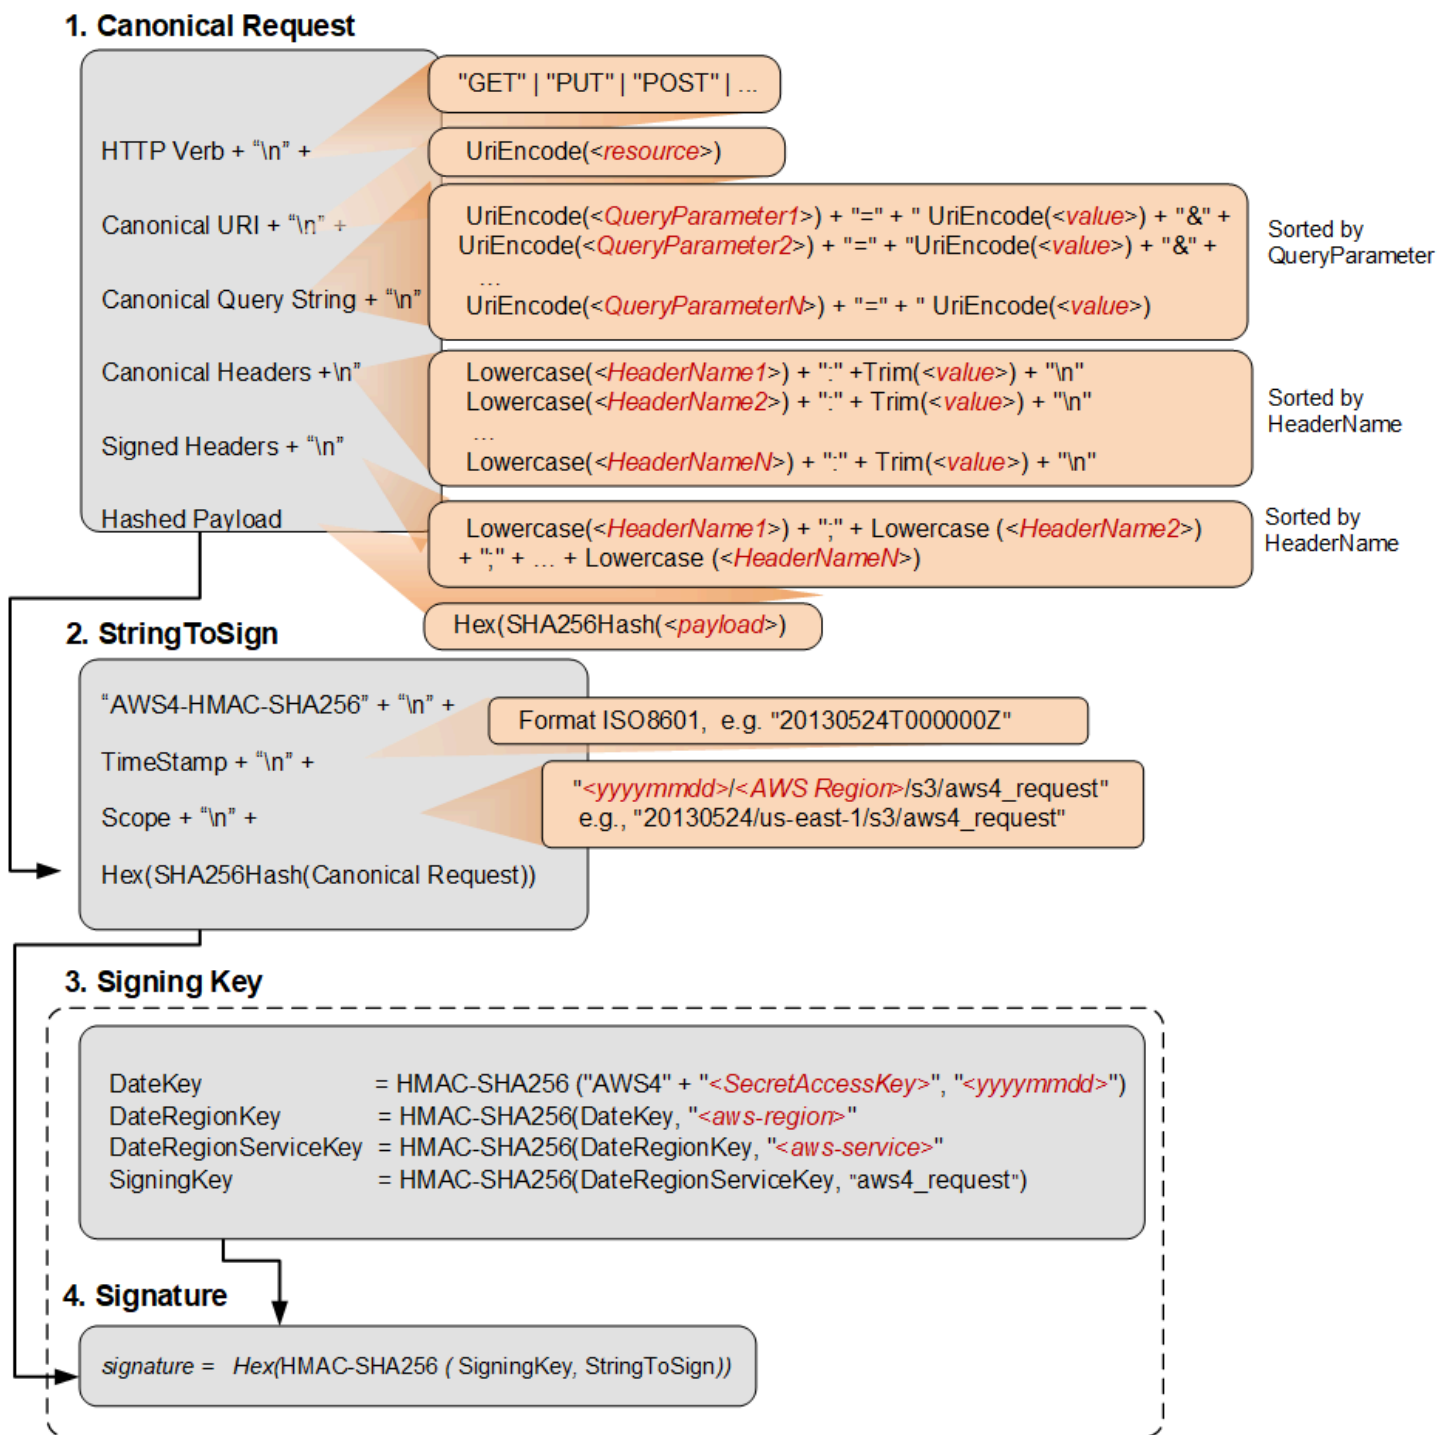 1. Canonical Request
"GET" | "PUT" | "POST" | ...
HTTP Verb + “\n” +
UriEncode(<resource>)
Canonical URI + “\n” +
UriEncode(<QueryParameter1>) + "=" + " UriEncode(<value>) + "&" +
UriEncode(<QueryParameter2>) + "=" + "UriEncode(<value>) + "&" +
...
UriEncode(<QueryParameterN>) + "=" + " UriEncode(<value>)
Sorted by
QueryParameter
Canonical Query String + “\n”
Canonical Headers +\n”
Lowercase(<HeaderName1>) + ":" +Trim(<value>) + "\n"
Lowercase(<HeaderName2>) + ":" + Trim(<value>) + "\n"
...
Lowercase(<HeaderNameN>) + ":" + Trim(<value>) + "\n"
Sorted by
HeaderName
Signed Headers + “\n”
Hashed Payload
Lowercase(<HeaderName1>) + ";" + Lowercase (<HeaderName2>)
+ ";" + ... + Lowercase (<HeaderNameN>)
Sorted by
HeaderName
Hex(SHA256Hash(<payload>)
2. StringToSign
“AWS4-HMAC-SHA256” + “\n” +
Format ISO8601,  e.g. "20130524T000000Z"
TimeStamp + “\n” +
"<yyyymmdd>/<AWS Region>/s3/aws4_request"
e.g., "20130524/us-east-1/s3/aws4_request"
Scope + “\n” +
Hex(SHA256Hash(Canonical Request))
3. Signing Key
DateKey = HMAC-SHA256 ("AWS4" + "<SecretAccessKey>", "<yyyymmdd>")
DateRegionKey = HMAC-SHA256(DateKey, "<aws-region>"
DateRegionServiceKey = HMAC-SHA256(DateRegionKey, "<aws-service>"
SigningKey = HMAC-SHA256(DateRegionServiceKey, "aws4_request")
4. Signature
signature = Hex(HMAC-SHA256 ( SigningKey, StringToSign))